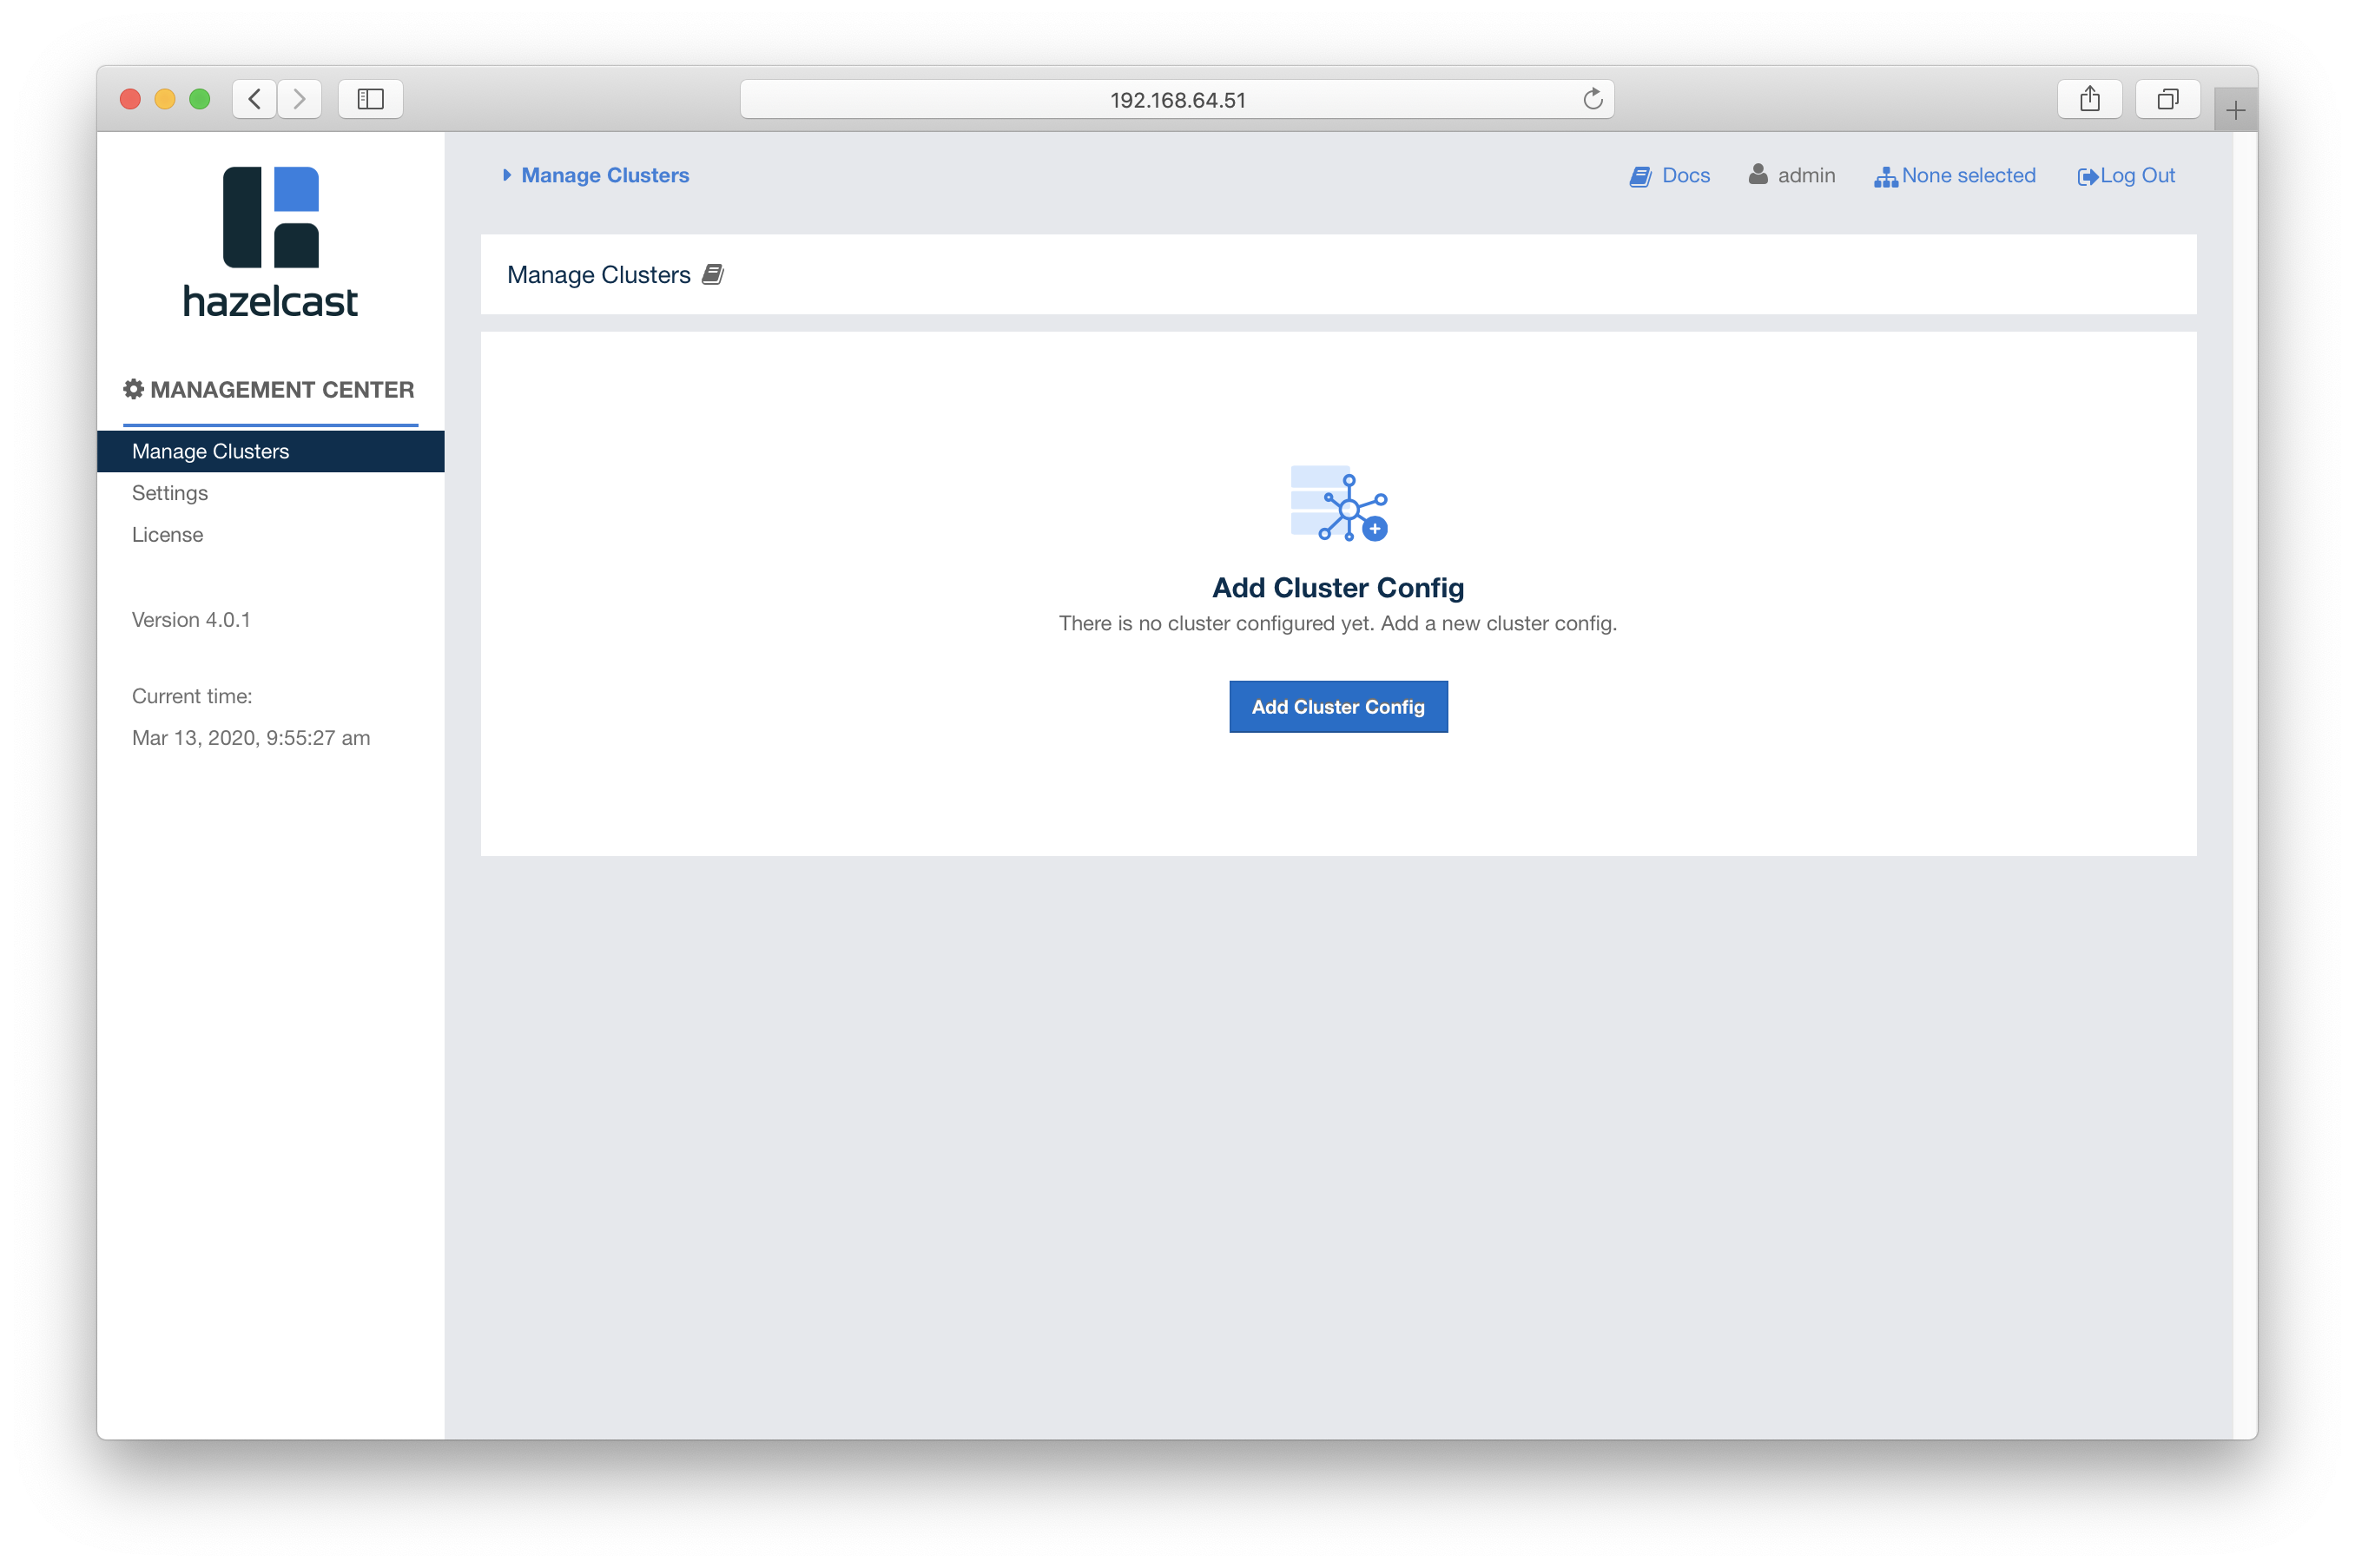 192.168.64.51
hazelcast
MANAGEMENT CENTER
Manage Clusters
Settings
License
Version 4.0.1
Current time:
Mar 13, 2020, 9:55:27 am
Manage Clusters
Docs
admin
None selected
Log Out
Manage Clusters
Add Cluster Config
There is no cluster configured yet. Add a new cluster config.
Add Cluster Config